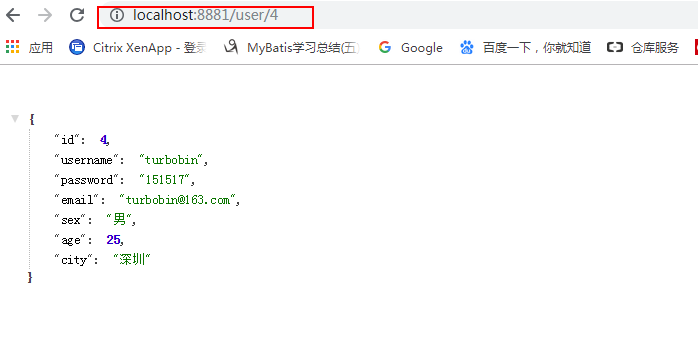 localhost:8881/user/4
应用 Citrix XenApp - 登录 MyBatis学习总结(五) Google 百度一下，你就知道 仓库服务
{
"id": 4,
"username": "turbobin",
"password": "151517",
"email": "turbobin@163.com",
"sex": "男",
"age": 25,
"city": "深圳"
}